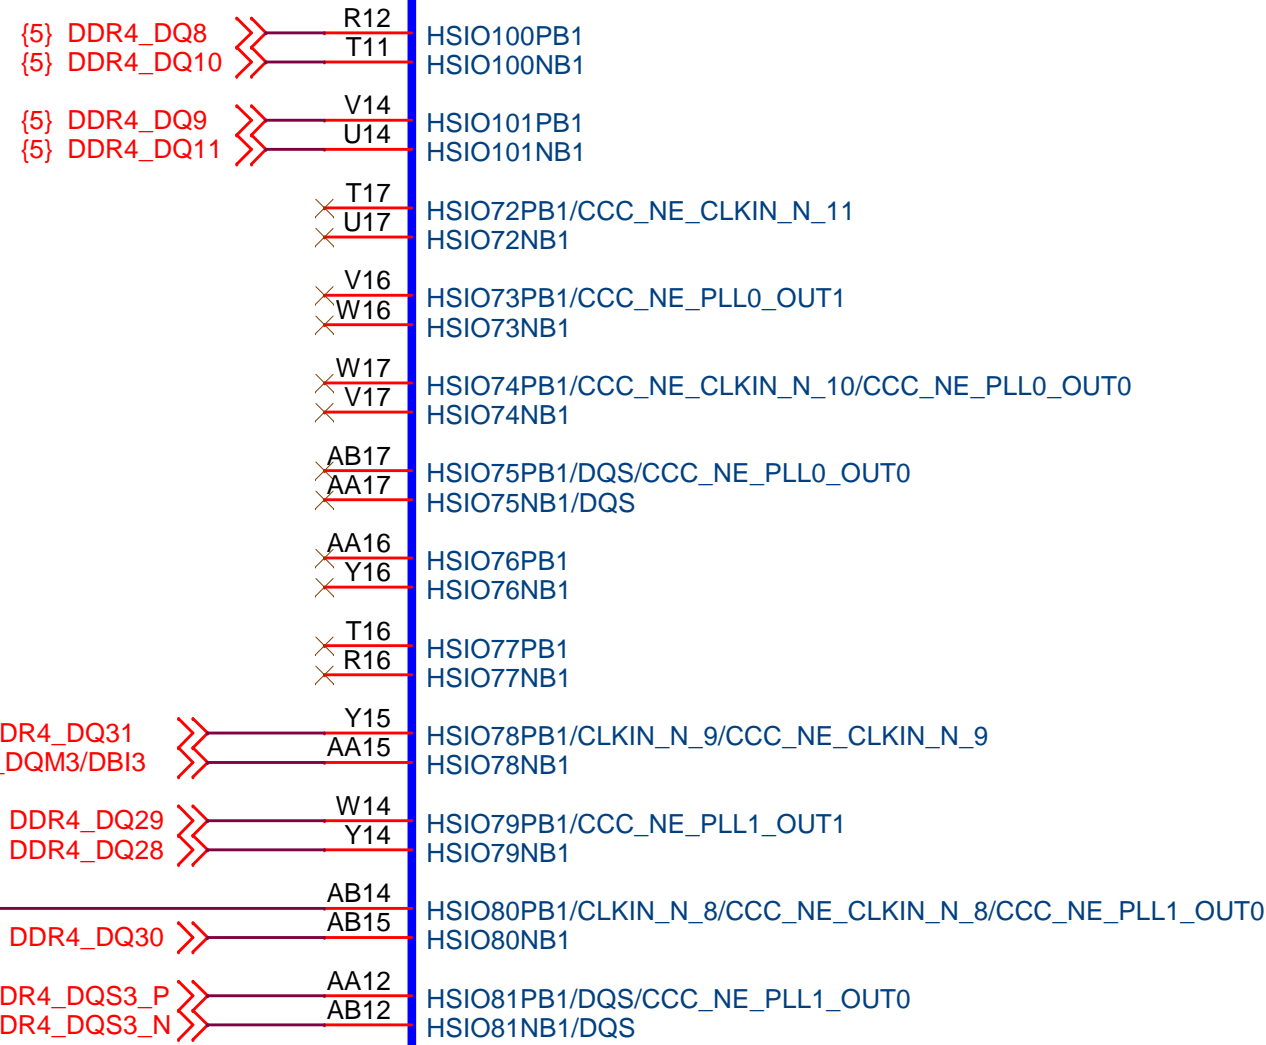 {5} DDR4_DQ8 R12 HSIO100PB1
{5} DDR4_DQ10 T11 HSIO100NB1
{5} DDR4_DQ9 V14 HSIO101PB1
{5} DDR4_DQ11 U14 HSIO101NB1
T17 HSIO72PB1/CCC_NE_CLKIN_N_11
U17 HSIO72NB1
V16 HSIO73PB1/CCC_NE_PLL0_OUT1
W16 HSIO73NB1
W17 HSIO74PB1/CCC_NE_CLKIN_N_10/CCC_NE_PLL0_OUT0
V17 HSIO74NB1
AB17 HSIO75PB1/DQS/CCC_NE_PLL0_OUT0
AA17 HSIO75NB1/DQS
AA16 HSIO76PB1
Y16 HSIO76NB1
T16 HSIO77PB1
R16 HSIO77NB1
DR4_DQ31 Y15 HSIO78PB1/CLKIN_N_9/CCC_NE_CLKIN_N_9
_DQM3/DBI3 AA15 HSIO78NB1
DDR4_DQ29 W14 HSIO79PB1/CCC_NE_PLL1_OUT1
DDR4_DQ28 Y14 HSIO79NB1
AB14 HSIO80PB1/CLKIN_N_8/CCC_NE_CLKIN_N_8/CCC_NE_PLL1_OUT0
DDR4_DQ30 AB15 HSIO80NB1
DR4_DQS3_P AA12 HSIO81PB1/DQS/CCC_NE_PLL1_OUT0
DR4_DQS3_N AB12 HSIO81NB1/DQS